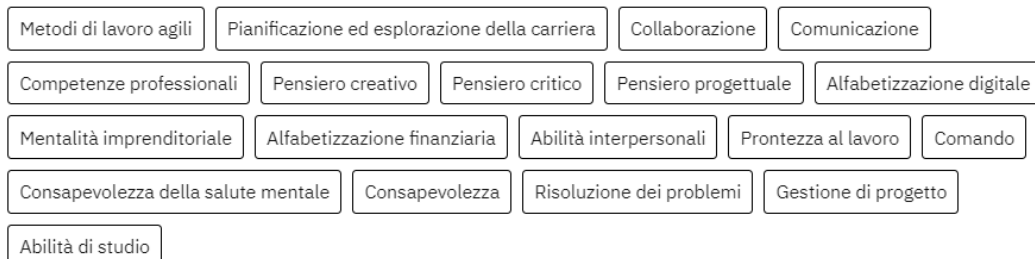 Metodi di lavoro agili Pianificazione ed esplorazione della carriera Collaborazione Comunicazione
Competenze professionali Pensiero creativo Pensiero critico Pensiero progettuale Alfabetizzazione digitale
Mentalità imprenditoriale Alfabetizzazione finanziaria Abilità interpersonali Prontezza al lavoro Comando
Consapevolezza della salute mentale Consapevolezza Risoluzione dei problemi Gestione di progetto
Abilità di studio